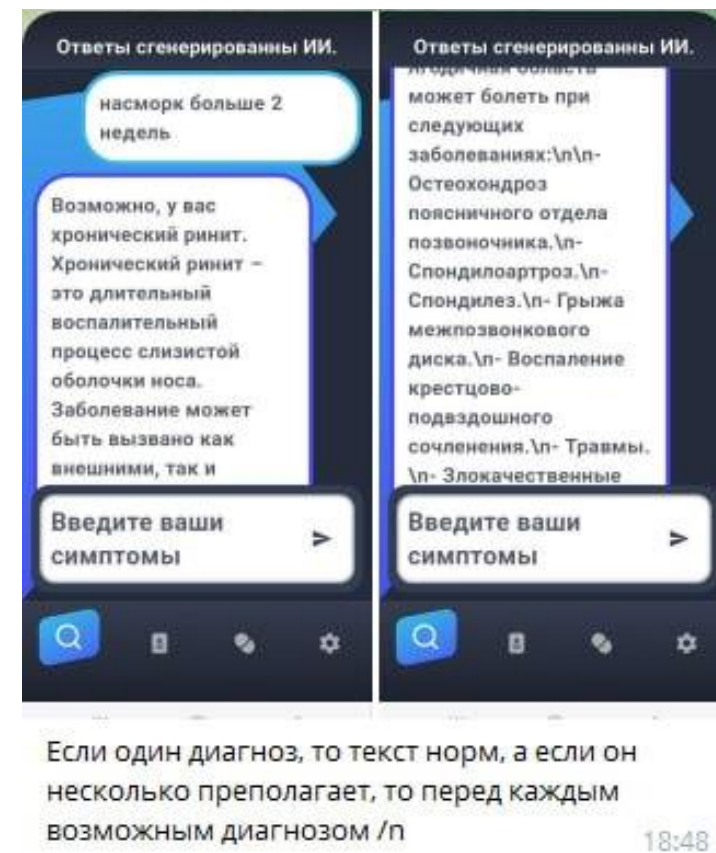 Ответы сгенерированны ИИ.
насморк больше 2
недель
Возможно, у вас
хронический ринит.
Хронический ринит –
это длительный
воспалительный
процесс слизистой
оболочки носа.
Заболевание может
быть вызвано как
внешними, так и
Введите ваши
симптомы
Ответы сгенерированны ИИ.
ягодичная область
может болеть при
следующих
заболеваниях:\n\n-
Остеохондроз
поясничного отдела
позвоночника.\n-
Спондилоартроз.\n-
Спондилез.\n- Грыжа
межпозвонкового
диска.\n- Воспаление
крестцово-
подвздошного
сочленения.\n- Травмы.
\n- Злокачественные
Введите ваши
симптомы
Если один диагноз, то текст норм, а если он
несколько преполагает, то перед каждым
возможным диагнозом /n
18:48